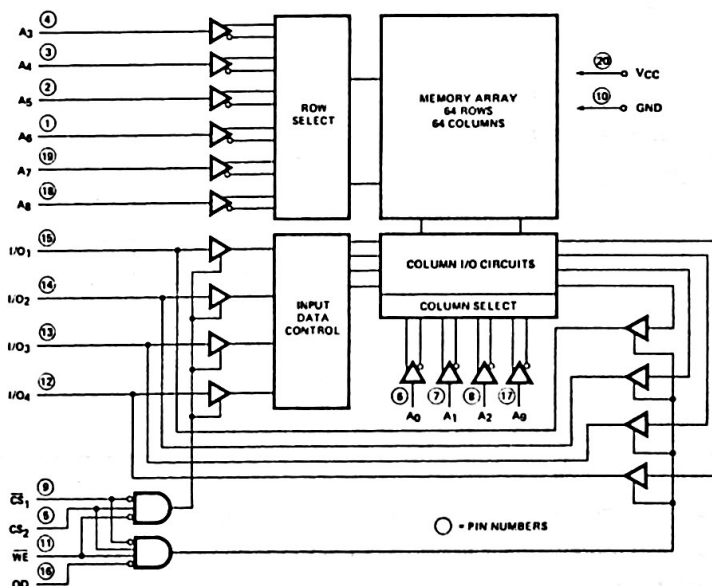 A3 4
A4 3
A5 2
A6 1
A7 19
A8 18
ROW
SELECT
MEMORY ARRAY
64 ROWS
64 COLUMNS
20 VCC
10 GND
I/O1 15
I/O2 14
I/O3 13
I/O4 12
INPUT
DATA
CONTROL
COLUMN I/O CIRCUITS
COLUMN SELECT
6 7 8 17
A0 A1 A2 A9
CS1 9
CS2 5
WE 11
OD 16
= PIN NUMBERS